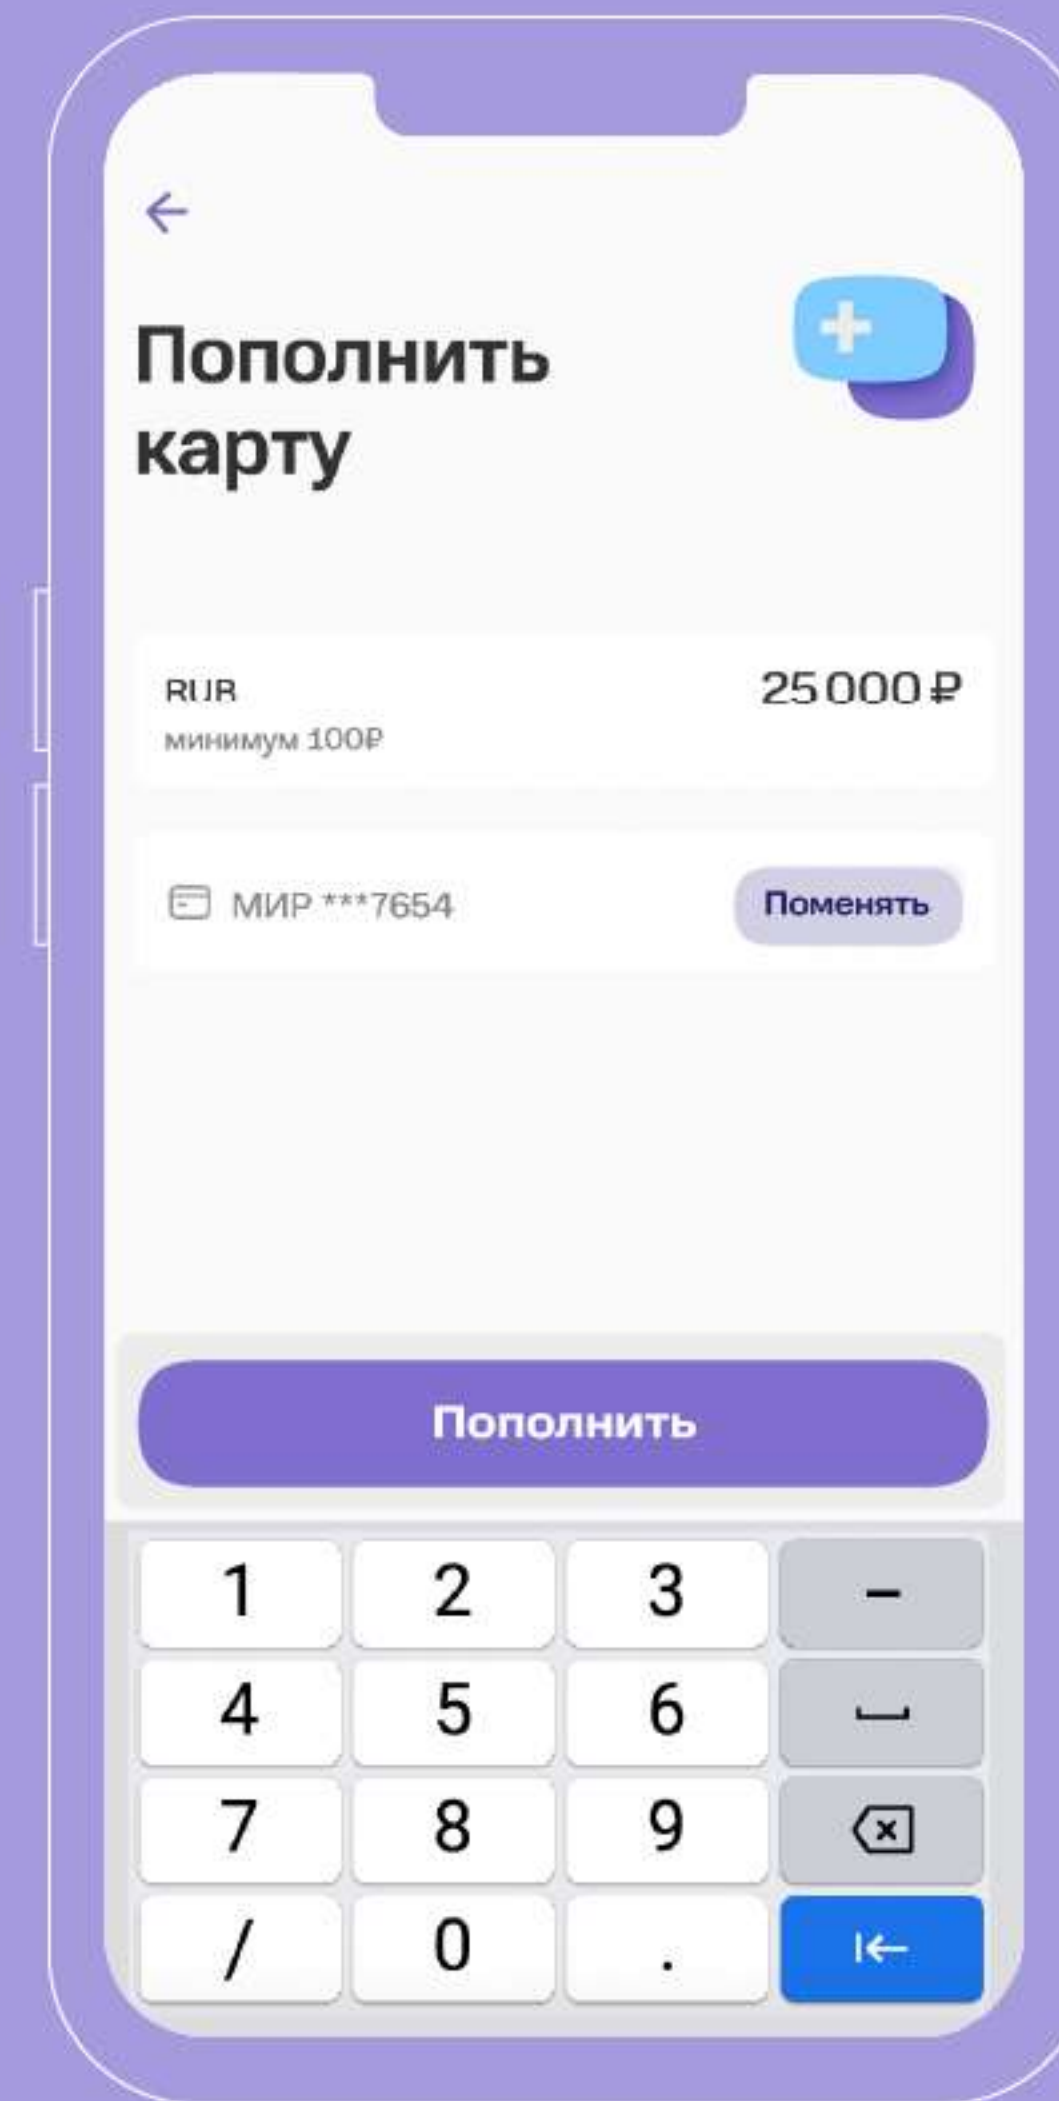 Пополнить
карту
RUB
25 000 ₽
минимум 100₽
МИР ***7654
Поменять
Пополнить
1 2 3 –
4 5 6
7 8 9
/ 0 .